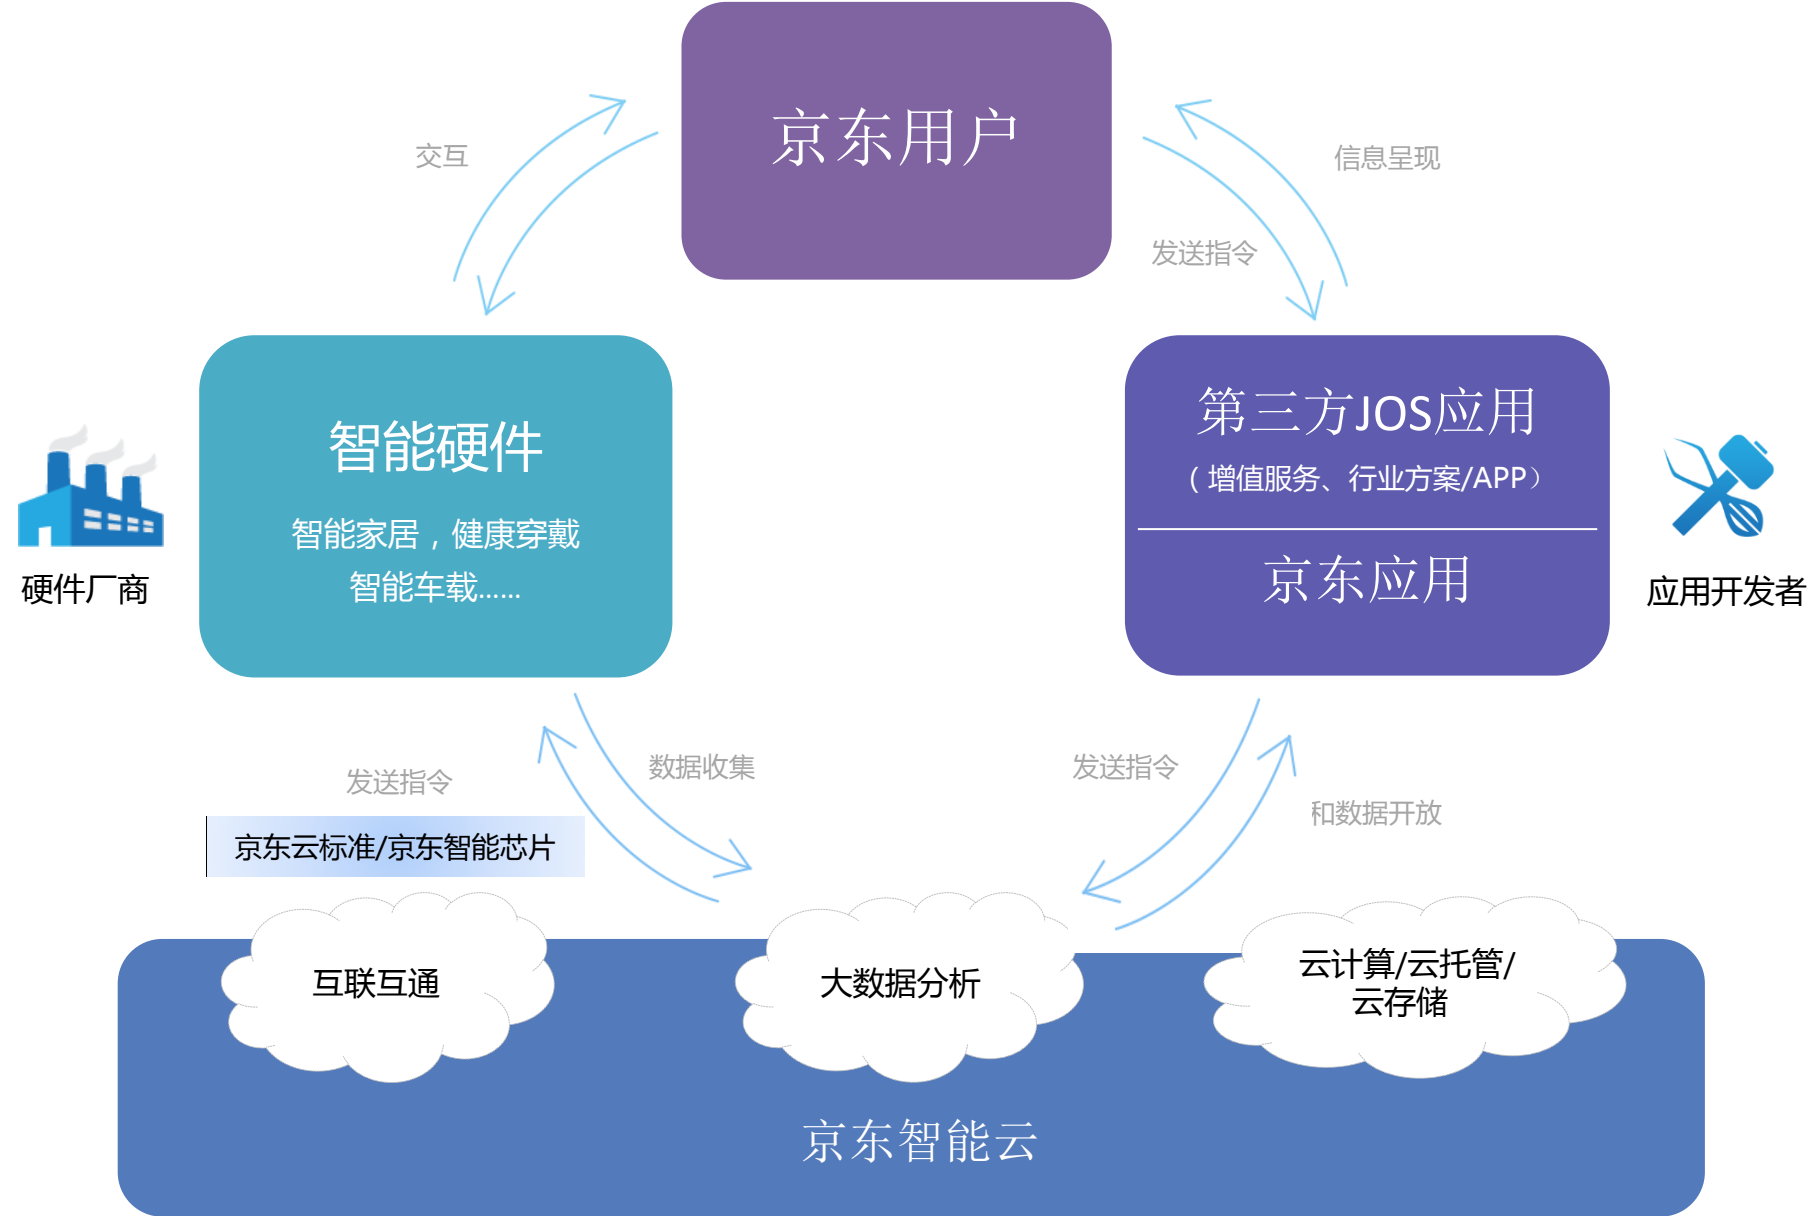 京东用户
交互
信息呈现
发送指令
智能硬件
智能家居，健康穿戴
智能车载......
第三方JOS应用
（增值服务、行业方案/APP）
京东应用
硬件厂商
应用开发者
发送指令
数据收集
发送指令
和数据开放
京东云标准/京东智能芯片
互联互通
大数据分析
云计算/云托管/
云存储
京东智能云